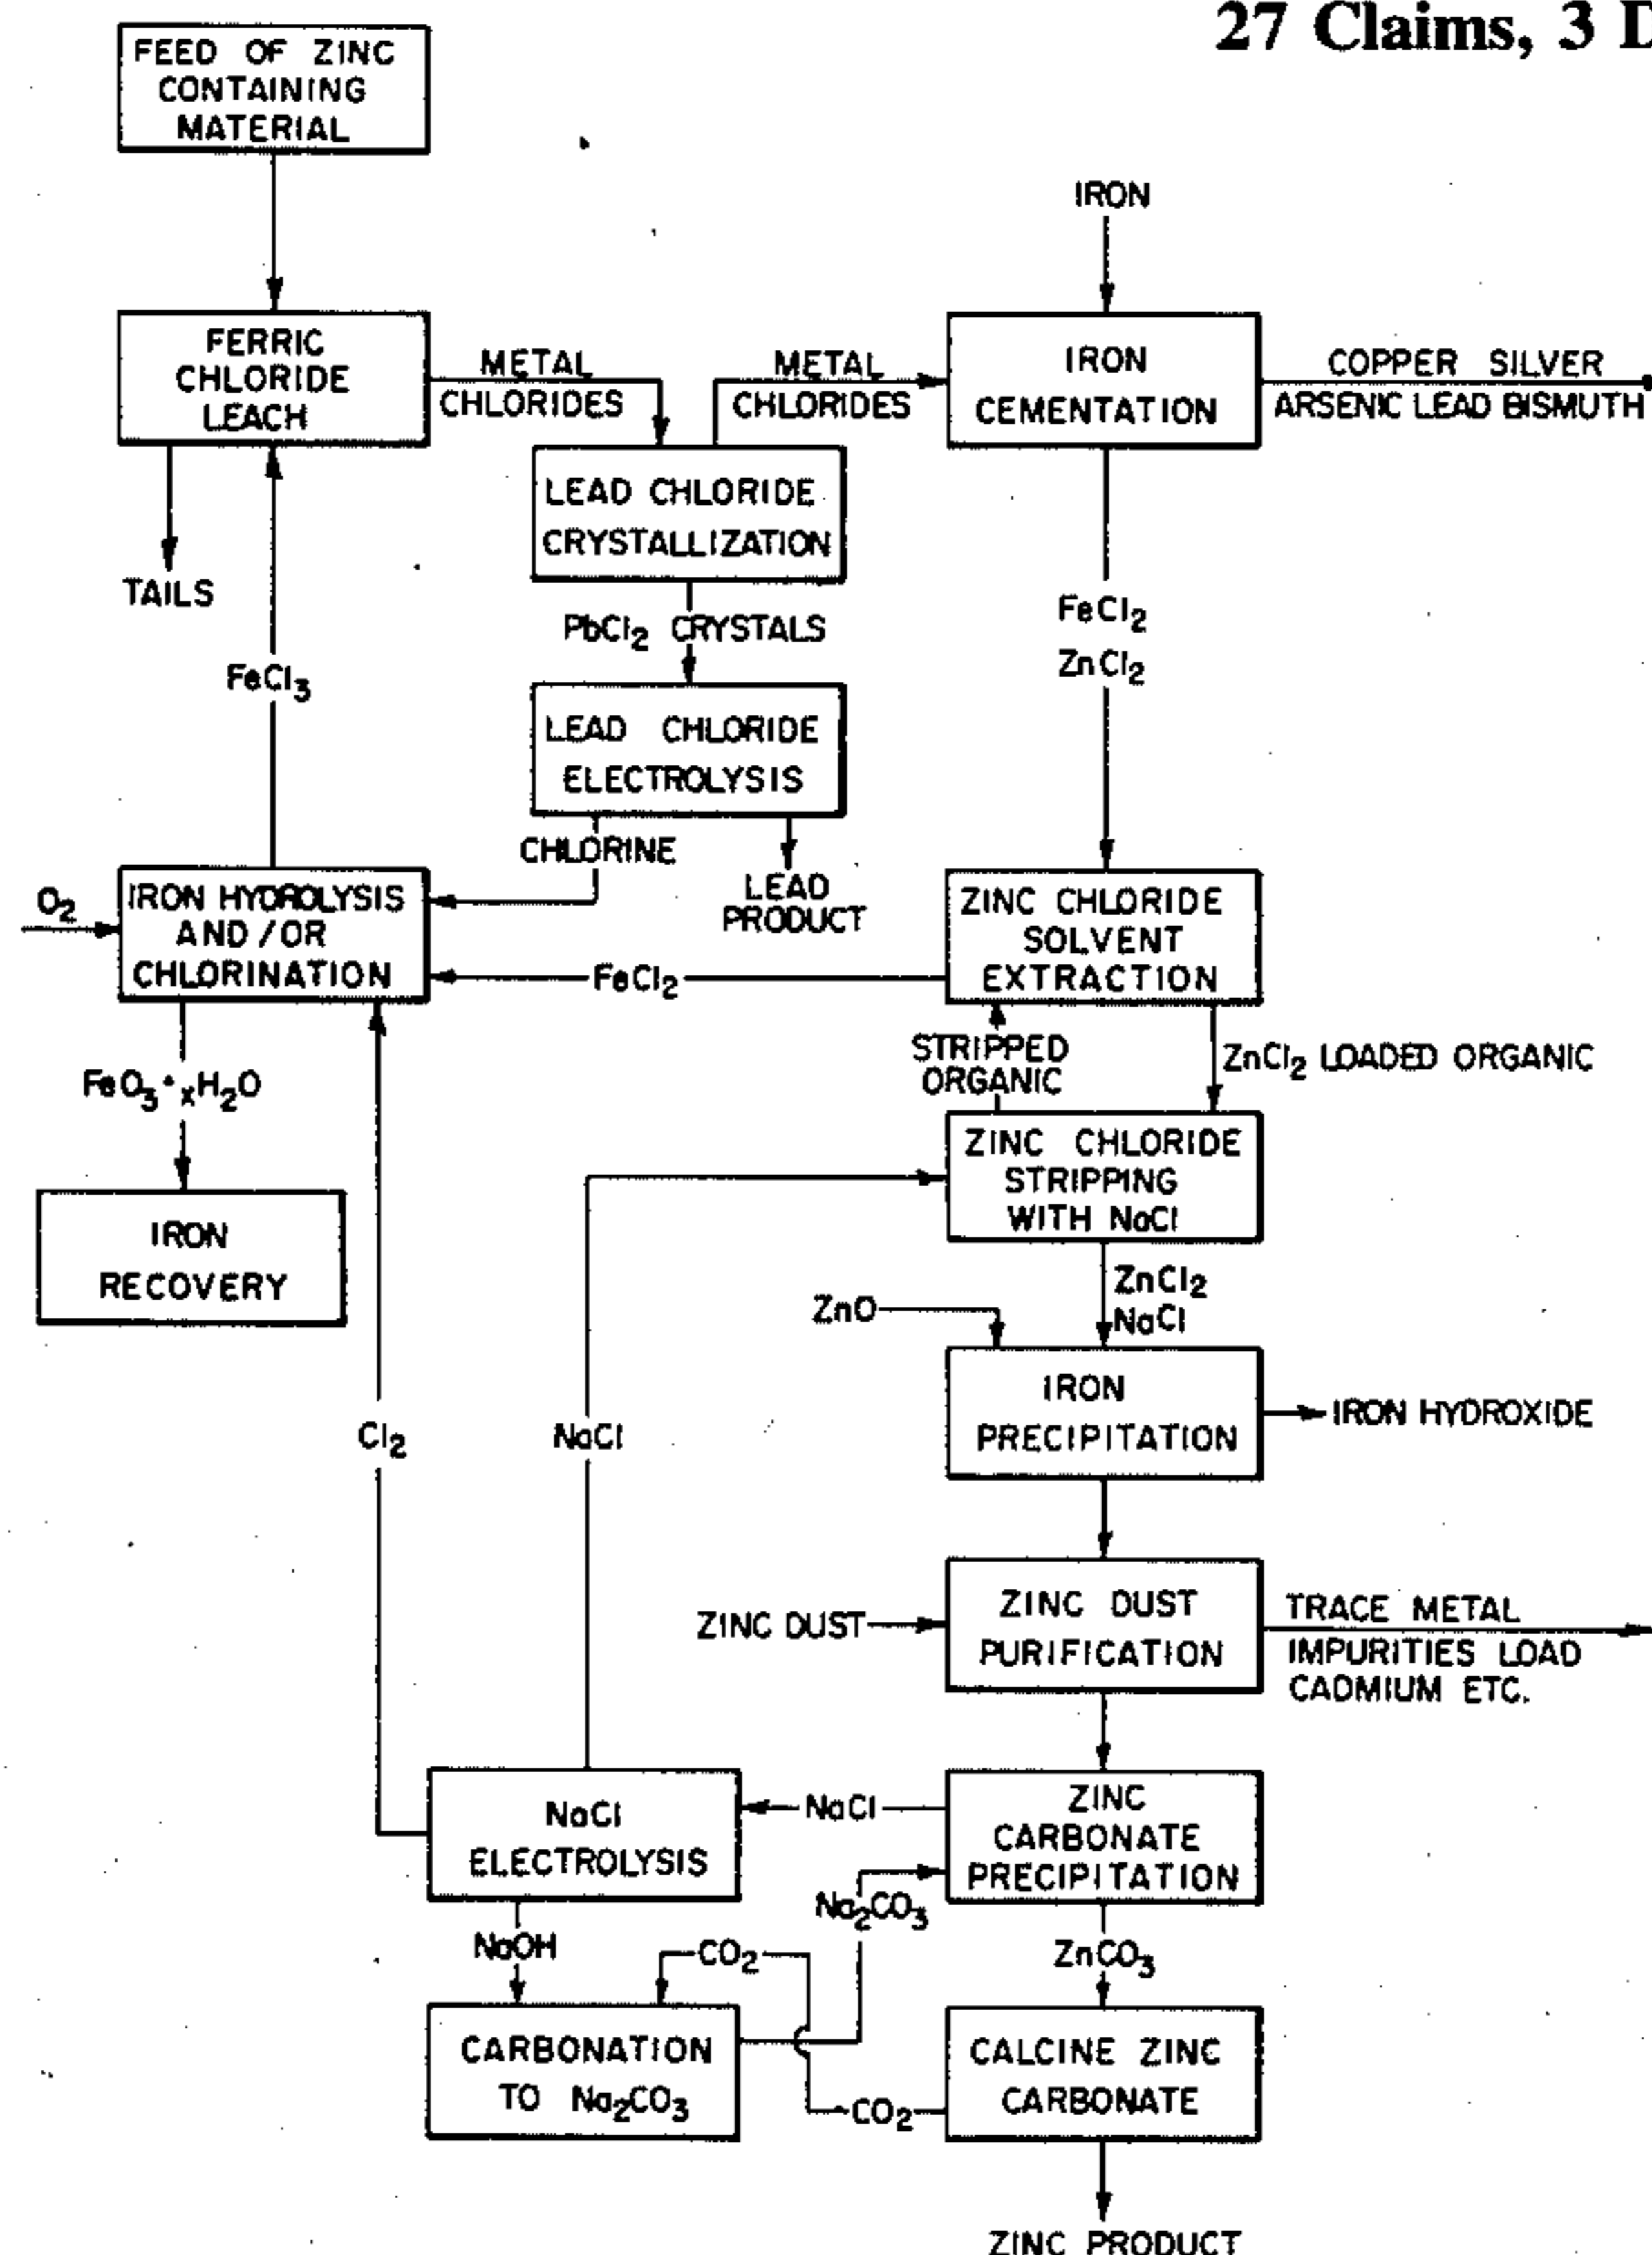 27 Claims, 3 D
FEED OF ZINC
CONTAINING
MATERIAL
IRON
FERRIC
CHLORIDE
LEACH
METAL
CHLORIDES
METAL
CHLORIDES
IRON
CEMENTATION
COPPER SILVER
ARSENIC LEAD BISMUTH
LEAD CHLORIDE
CRYSTALLIZATION
TAILS
PbCl2 CRYSTALS
FeCl2
ZnCl2
FeCl3
LEAD CHLORIDE
ELECTROLYSIS
CHLORINE
LEAD
PRODUCT
O2
IRON HYDROLYSIS
AND/OR
CHLORINATION
ZINC CHLORIDE
SOLVENT
EXTRACTION
FeCl2
STRIPPED
ORGANIC
ZnCl2 LOADED ORGANIC
FeO3·xH2O
ZINC CHLORIDE
STRIPPING
WITH NaCl
IRON
RECOVERY
ZnCl2
NaCl
ZnO
IRON
PRECIPITATION
IRON HYDROXIDE
Cl2
NaCl
ZINC DUST
ZINC DUST
PURIFICATION
TRACE METAL
IMPURITIES LOAD
CADMIUM ETC.
NaCl
ELECTROLYSIS
NaCl
ZINC
CARBONATE
PRECIPITATION
Na2CO3
NaOH
CO2
ZnCO3
CARBONATION
TO Na2CO3
CALCINE ZINC
CARBONATE
CO2
ZINC PRODUCT